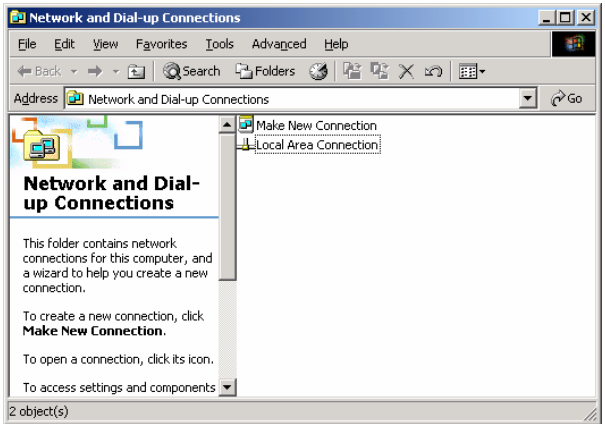 Network and Dial-up Connections
File Edit View Favorites Tools Advanced Help
Back Search Folders
Address Network and Dial-up Connections Go
Make New Connection
Local Area Connection
Network and Dial-
up Connections
This folder contains network
connections for this computer, and
a wizard to help you create a new
connection.
To create a new connection, click
Make New Connection.
To open a connection, click its icon.
To access settings and components
2 object(s)